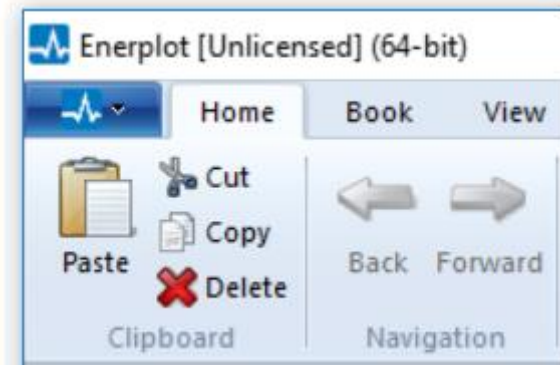 Enerplot [Unlicensed] (64-bit)
Home Book View
Cut
Copy
Paste
Delete
Back Forward
Clipboard Navigation